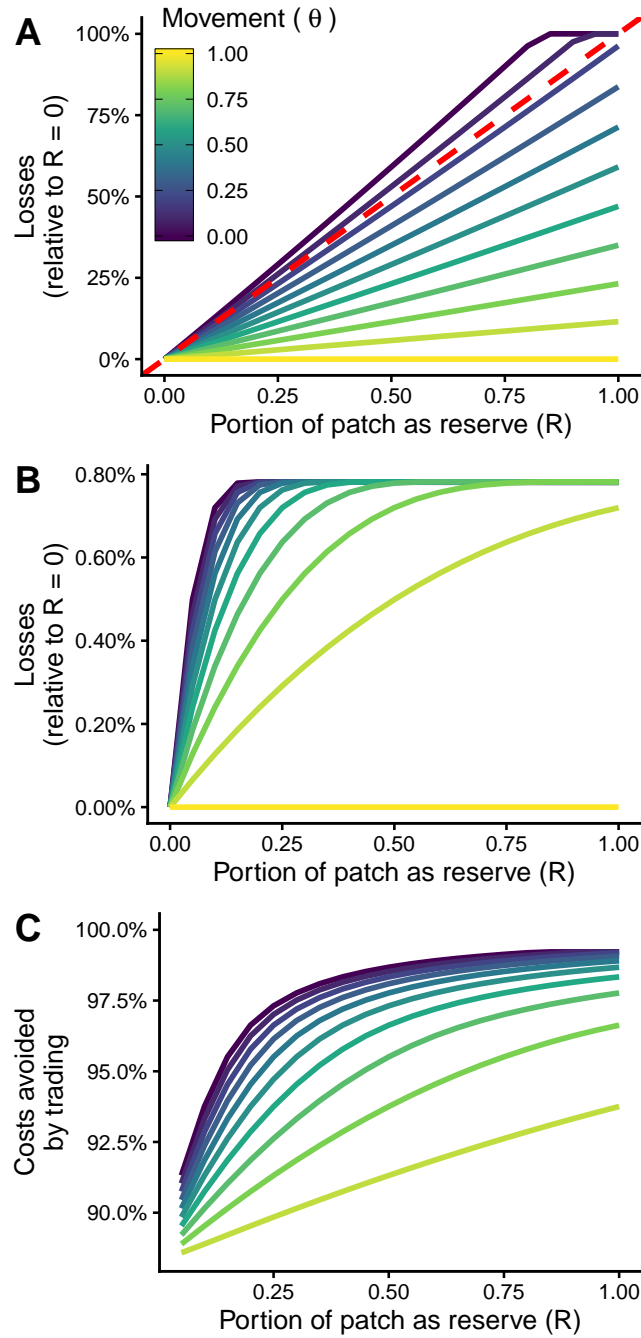 A
Movement ( θ )
1.00
0.75
0.50
0.25
0.00
100%
75%
50%
25%
0%
Losses
(relative to R = 0)
0.00 0.25 0.50 0.75 1.00
Portion of patch as reserve (R)
B
0.80%
0.60%
0.40%
0.20%
0.00%
Losses
(relative to R = 0)
0.00 0.25 0.50 0.75 1.00
Portion of patch as reserve (R)
C
100.0%
97.5%
95.0%
92.5%
90.0%
Costs avoided
by trading
0.25 0.50 0.75 1.00
Portion of patch as reserve (R)